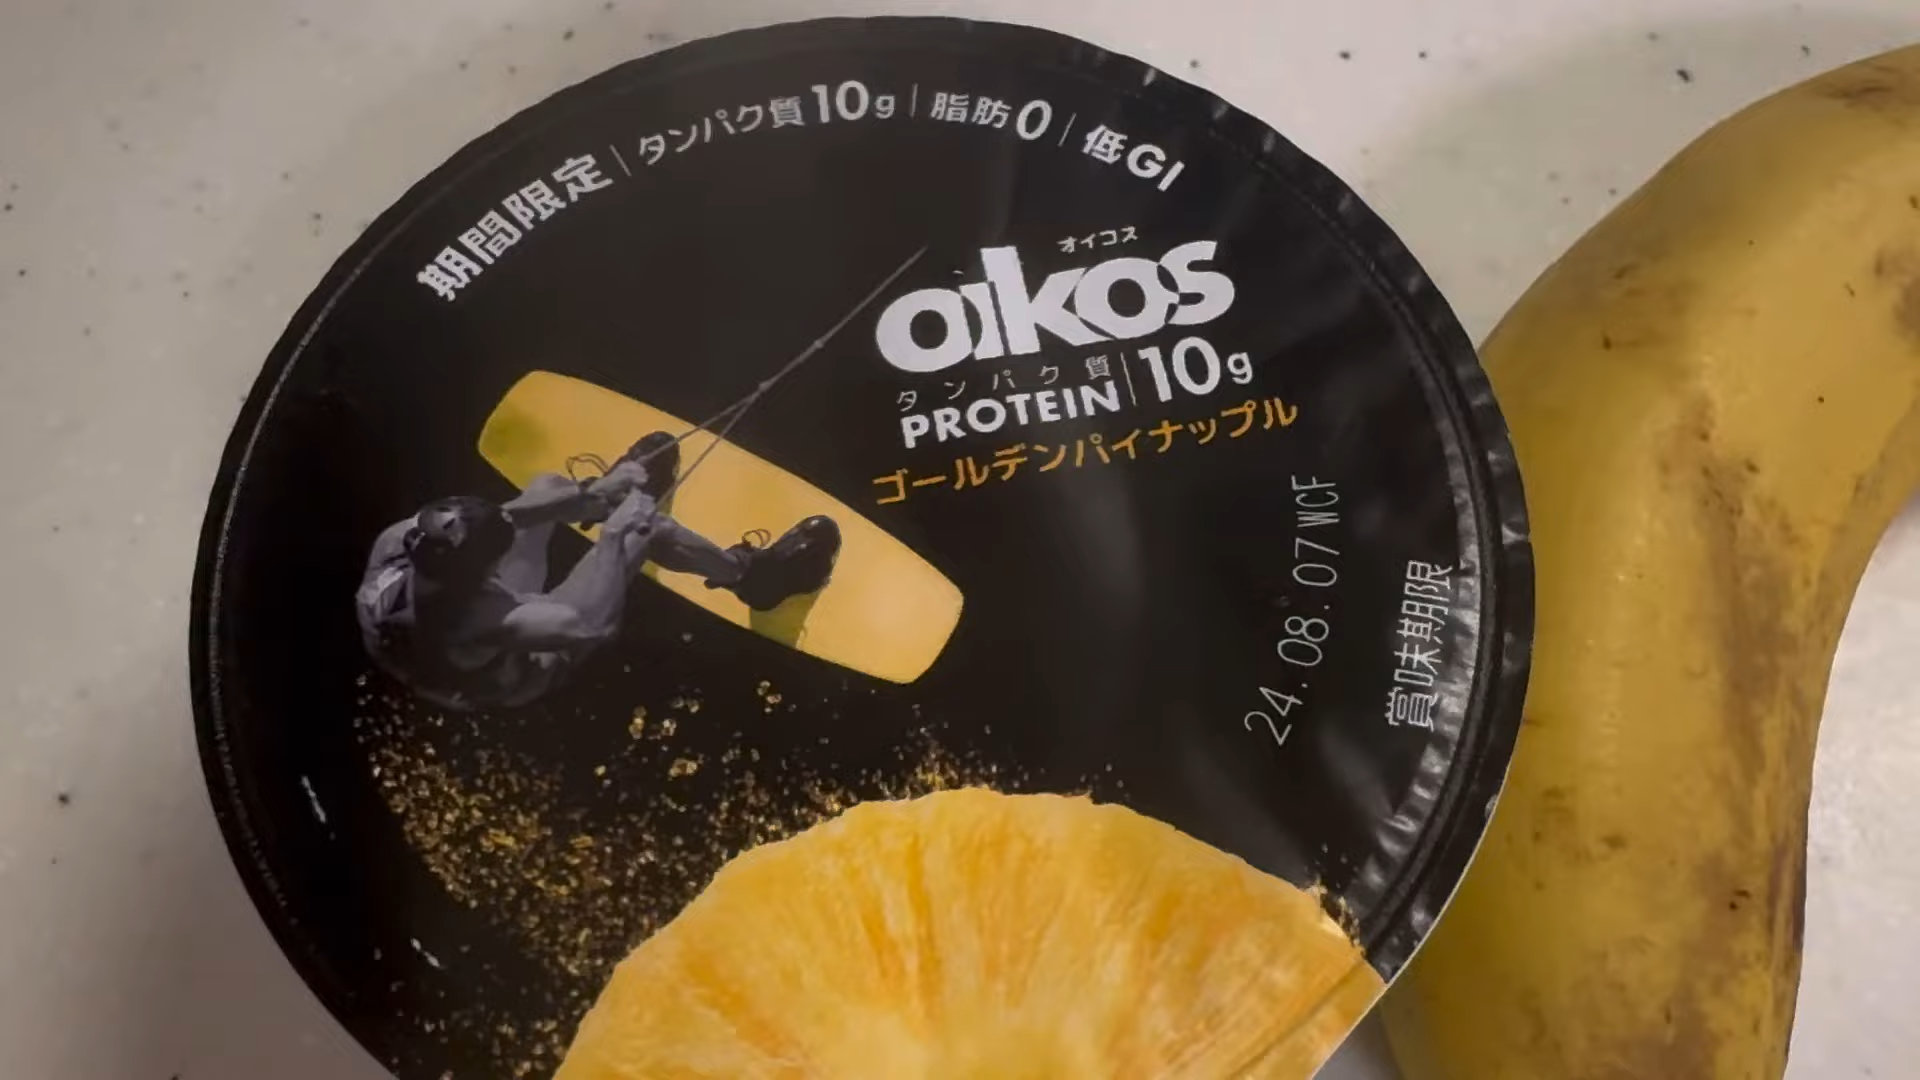 期間限定|タンパク質10g|脂肪0|低GI
オイコス
oikos
タンパク質
PROTEIN|10g
ゴールデンパイナップル
24.08.07 WCF
賞味期限